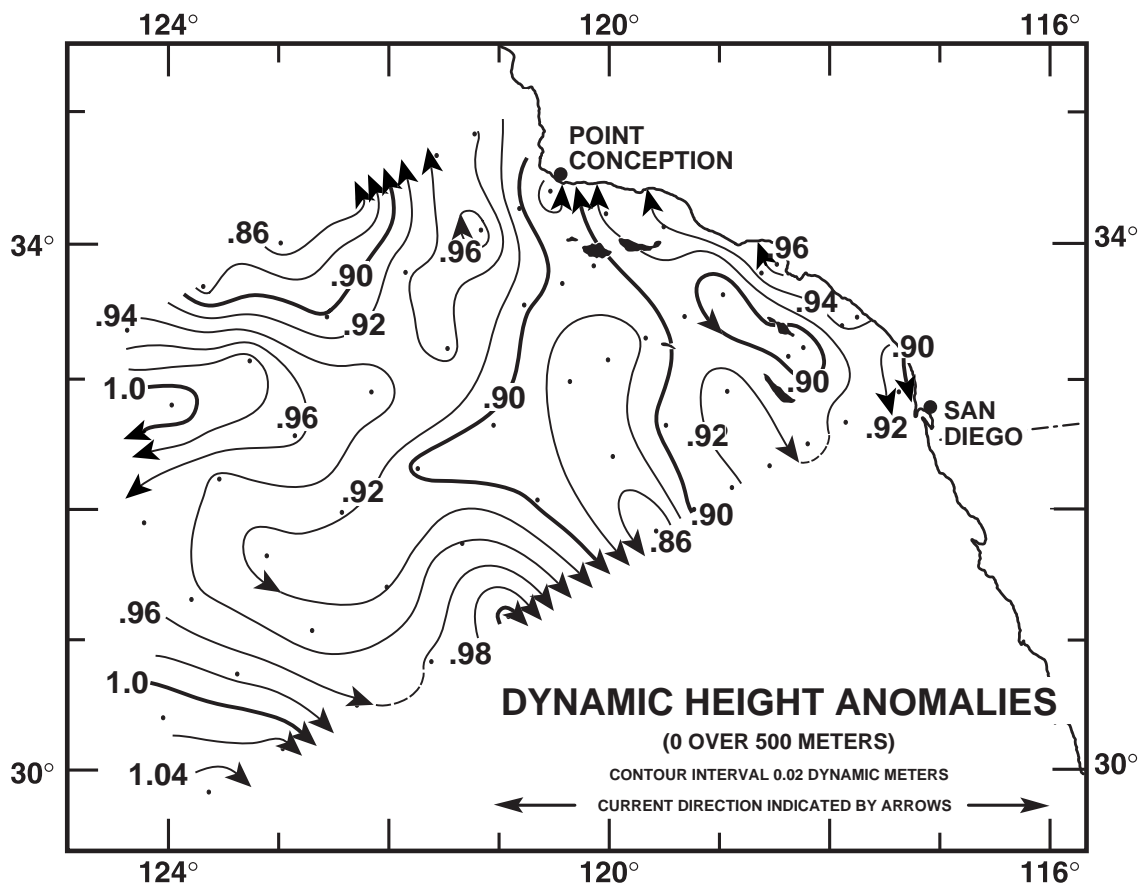 124° 120° 116°
POINT
CONCEPTION
34° 34°
.86
.96
.96
.90
.94
.94
.92
.90
1.0
.90
.90
.96
.92
.92
SAN
DIEGO
.92
.90
.86
.96
.98
1.0
DYNAMIC HEIGHT ANOMALIES
(0 OVER 500 METERS)
30° 30°
1.04
CONTOUR INTERVAL 0.02 DYNAMIC METERS
CURRENT DIRECTION INDICATED BY ARROWS
124° 120° 116°